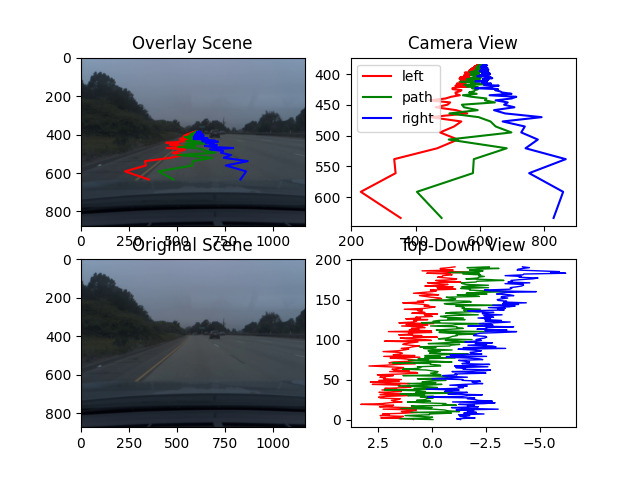 Overlay Scene
0
200
400
600
800
0 250 500 750 1000
Camera View
left
path
right
400
450
500
550
600
200 400 600 800
Original Scene
0
200
400
600
800
0 250 500 750 1000
Top-Down View
200
150
100
50
0
2.5 0.0 −2.5 −5.0